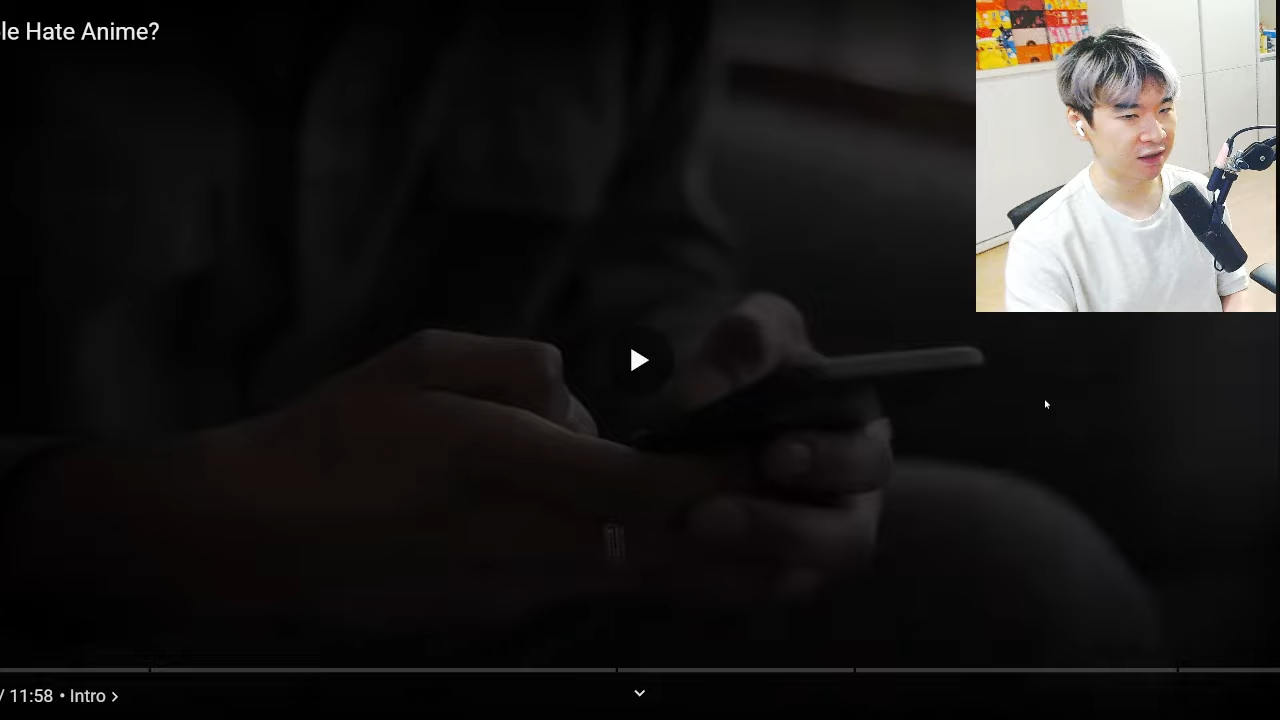 le Hate Anime?
/ 11:58 • Intro ›